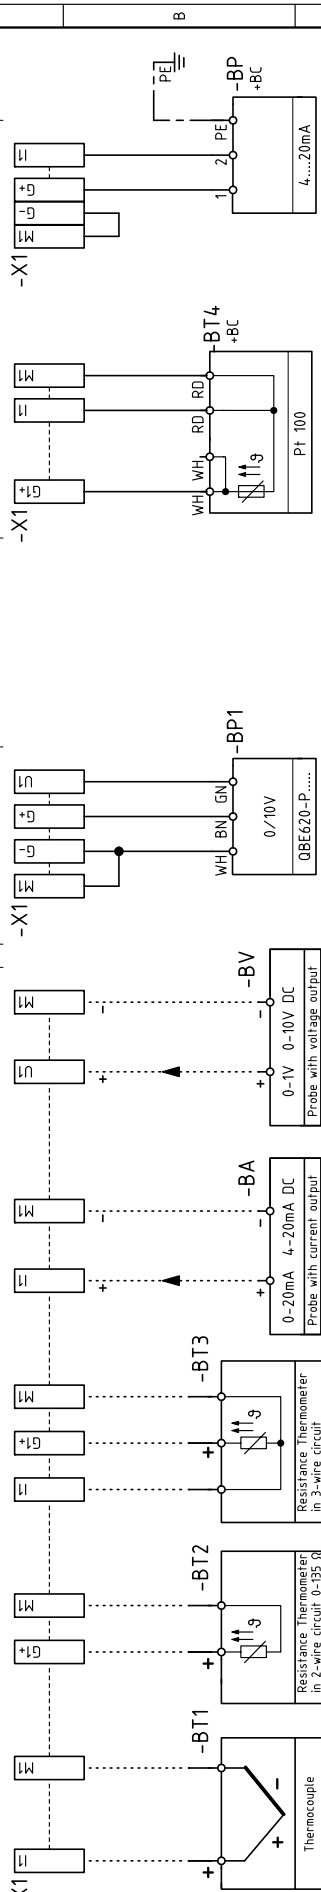 B
PE
-BP
+BC
I1
G+
G-
M1
-X1
PE
2
1
4....20mA
-BT4
+BC
M1
I1
G1+
-X1
RD
RD
WH
WH
ϑ
Pt 100
-BP1
U1
G+
G-
M1
-X1
GN
BN
WH
0/10V
QBE620-P.....
-BV
M1
U1
-
+
-
+
0-1V 0-10V DC
Probe with voltage output
-BA
M1
I1
-
+
-
+
0-20mA 4-20mA DC
Probe with current output
-BT3
M1
G1+
I1
+
ϑ
Resistance Thermometer
in 3-wire circuit
-BT2
M1
G1+
+
ϑ
Resistance Thermometer
in 2-wire circuit 0-135 Ω
-BT1
M1
I1
+
-
+
Thermocouple